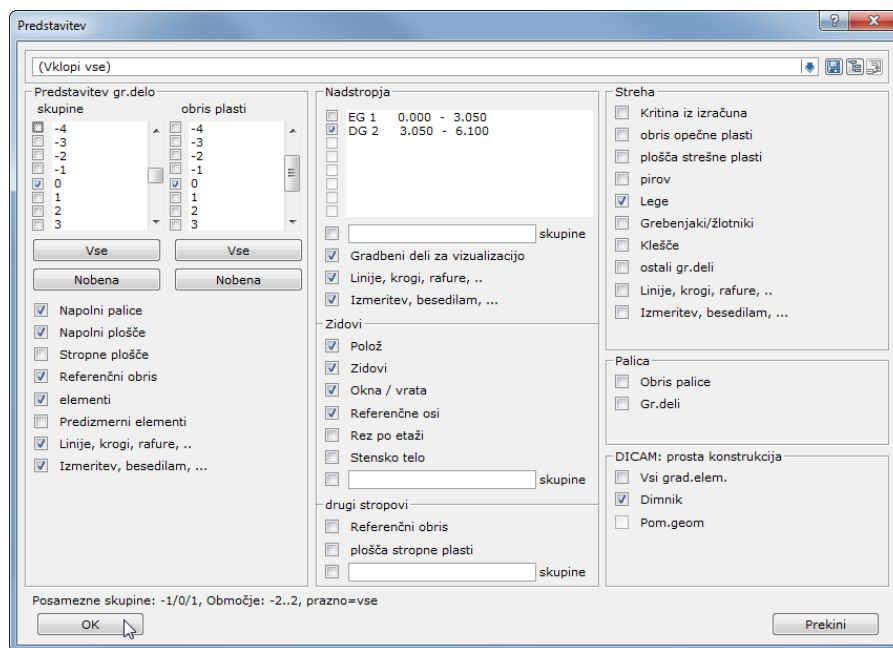 Predstavitev
(Vklopi vse)
Predstavitev gr.delo
skupine
obris plasti
-4
-3
-2
-1
0
1
2
3
-4
-3
-2
-1
0
1
2
3
Vse
Vse
Nobena
Nobena
Napolni palice
Napolni plošče
Stropne plošče
Referenčni obris
elementi
Predizmerni elementi
Linije, krogi, rafure, ..
Izmeritev, besedilam, ...
Nadstropja
EG 1 0.000 - 3.050
DG 2 3.050 - 6.100
skupine
Gradbeni deli za vizualizacijo
Linije, krogi, rafure, ..
Izmeritev, besedilam, ...
Zidovi
Polož
Zidovi
Okna / vrata
Referenčne osi
Rez po etaži
Stensko telo
skupine
drugi stropovi
Referenčni obris
plošča stropne plasti
skupine
Streha
Kritina iz izračuna
obris opečne plasti
plošča strešne plasti
pirov
Lege
Grebenjaki/žlotniki
Klešče
ostali gr.deli
Linije, krogi, rafure, ..
Izmeritev, besedilam, ...
Palica
Obris palice
Gr.deli
DICAM: prosta konstrukcija
Vsi grad.elem.
Dimnik
Pom.geom
Posamezne skupine: -1/0/1, Območje: -2..2, prazno=vse
OK
Prekini